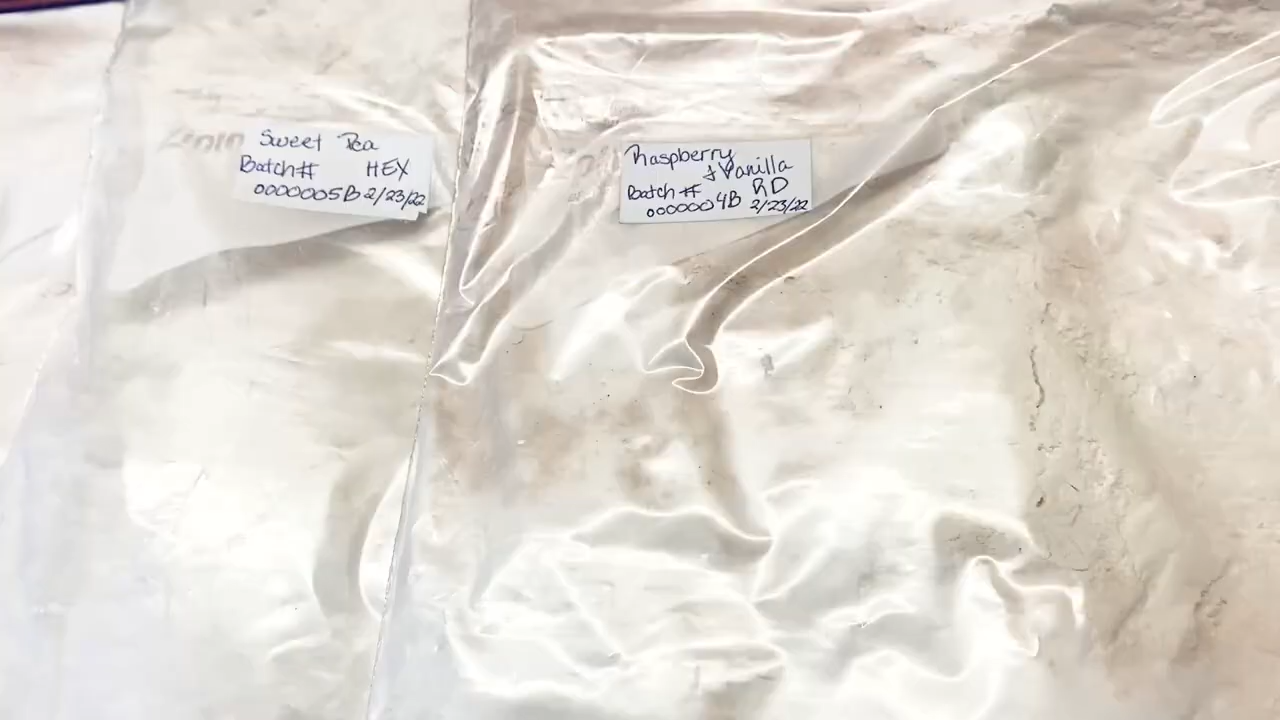 Sweet Pea
Batch# HEX
0000005B 2/23/22
Raspberry
+ Vanilla
Batch # RD
0000004B 2/23/22